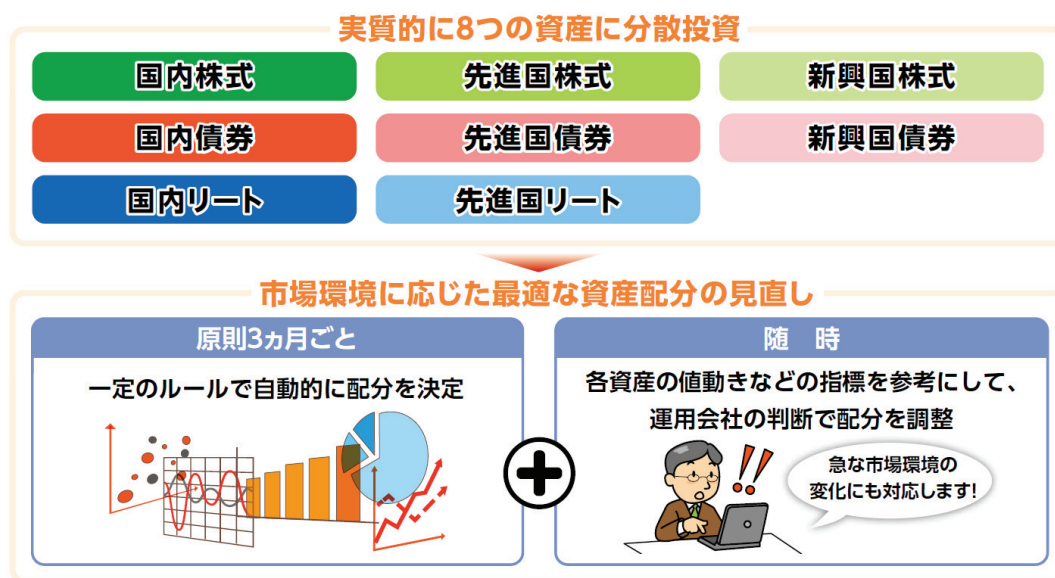 実質的に8つの資産に分散投資
国内株式
先進国株式
新興国株式
国内債券
先進国債券
新興国債券
国内リート
先進国リート
市場環境に応じた最適な資産配分の見直し
原則3ヵ月ごと
一定のルールで自動的に配分を決定
随 時
各資産の値動きなどの指標を参考にして、
運用会社の判断で配分を調整
急な市場環境の
変化にも対応します!